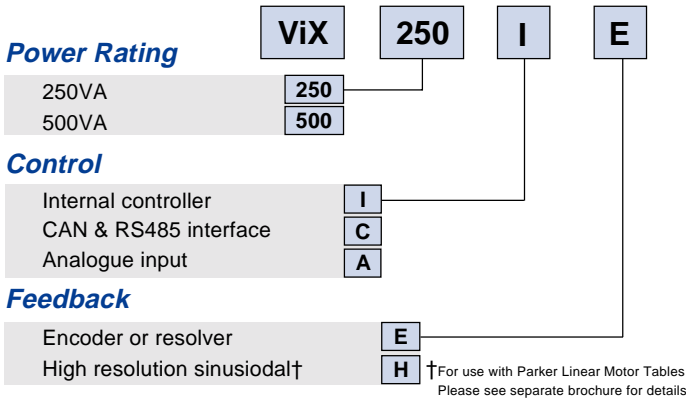 ViX 250 I E
Power Rating
250VA 250
500VA 500
Control
Internal controller I
CAN & RS485 interface C
Analogue input A
Feedback
Encoder or resolver E
High resolution sinusiodal† H †For use with Parker Linear Motor Tables
Please see separate brochure for details